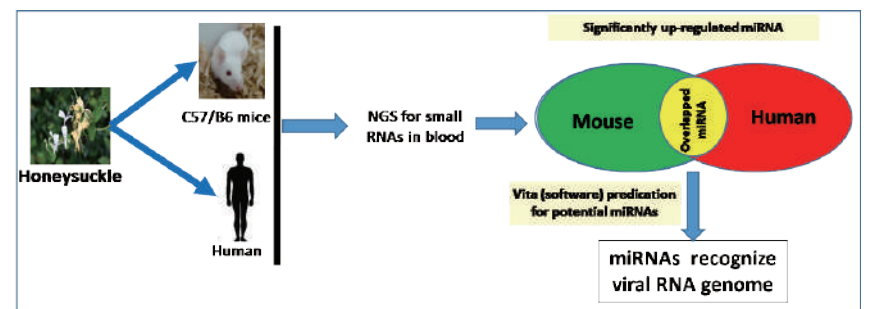 Significantly up-regulated miRNA
Honeysuckle
C57/B6 mice
Human
NGS for small
RNAs in blood
Mouse
Overlapped
miRNA
Human
Vita (software) predication
for potential miRNAs
miRNAs recognize
viral RNA genome